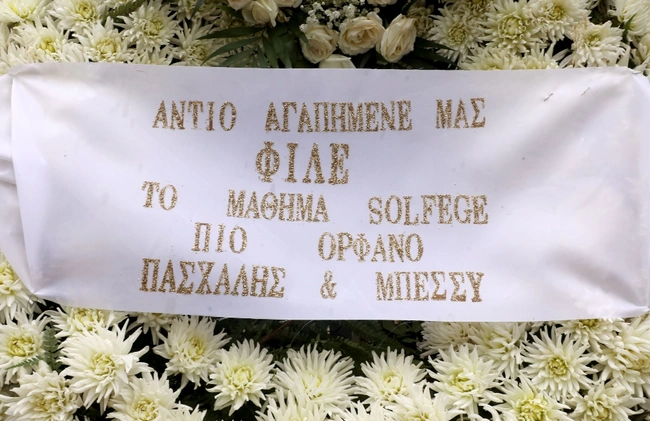 ΑΝΤΙΟ ΑΓΑΠΗΜΕΝΕ ΜΑΣ
ΦΙΛΕ
ΤΟ ΜΑΘΗΜΑ SOLFEGE
ΠΙΟ ΟΡΦΑΝΟ
ΠΑΣΧΑΛΗΣ & ΜΠΕΣΣΥ